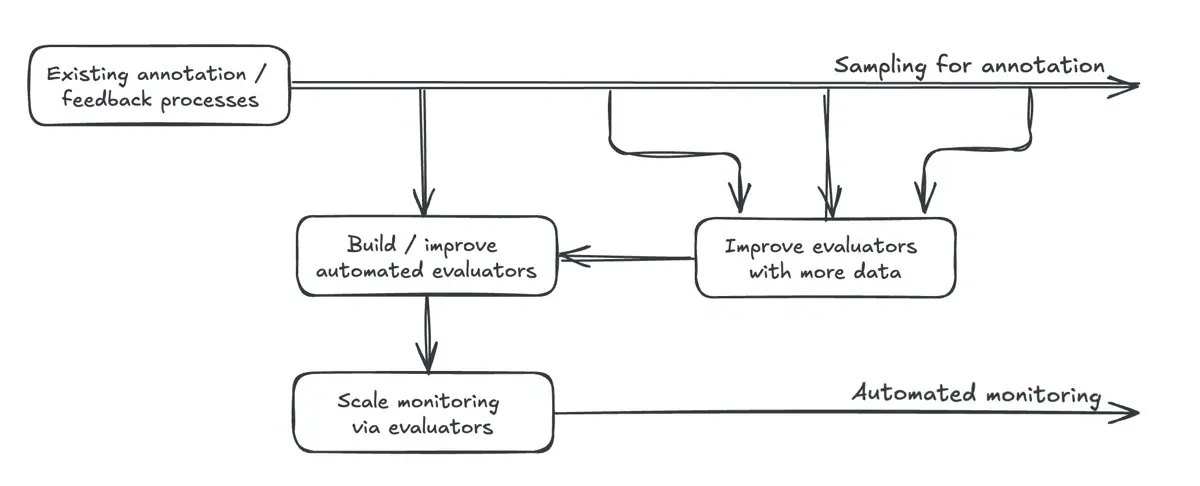 Existing annotation /
feedback processes
Sampling for annotation
Build / improve
automated evaluators
Improve evaluators
with more data
Scale monitoring
via evaluators
Automated monitoring